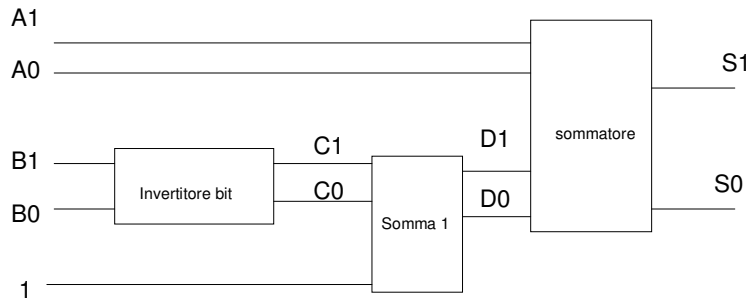 A1
A0
S1
sommatore
B1
C1
D1
Invertitore bit
C0
D0
S0
B0
Somma 1
1